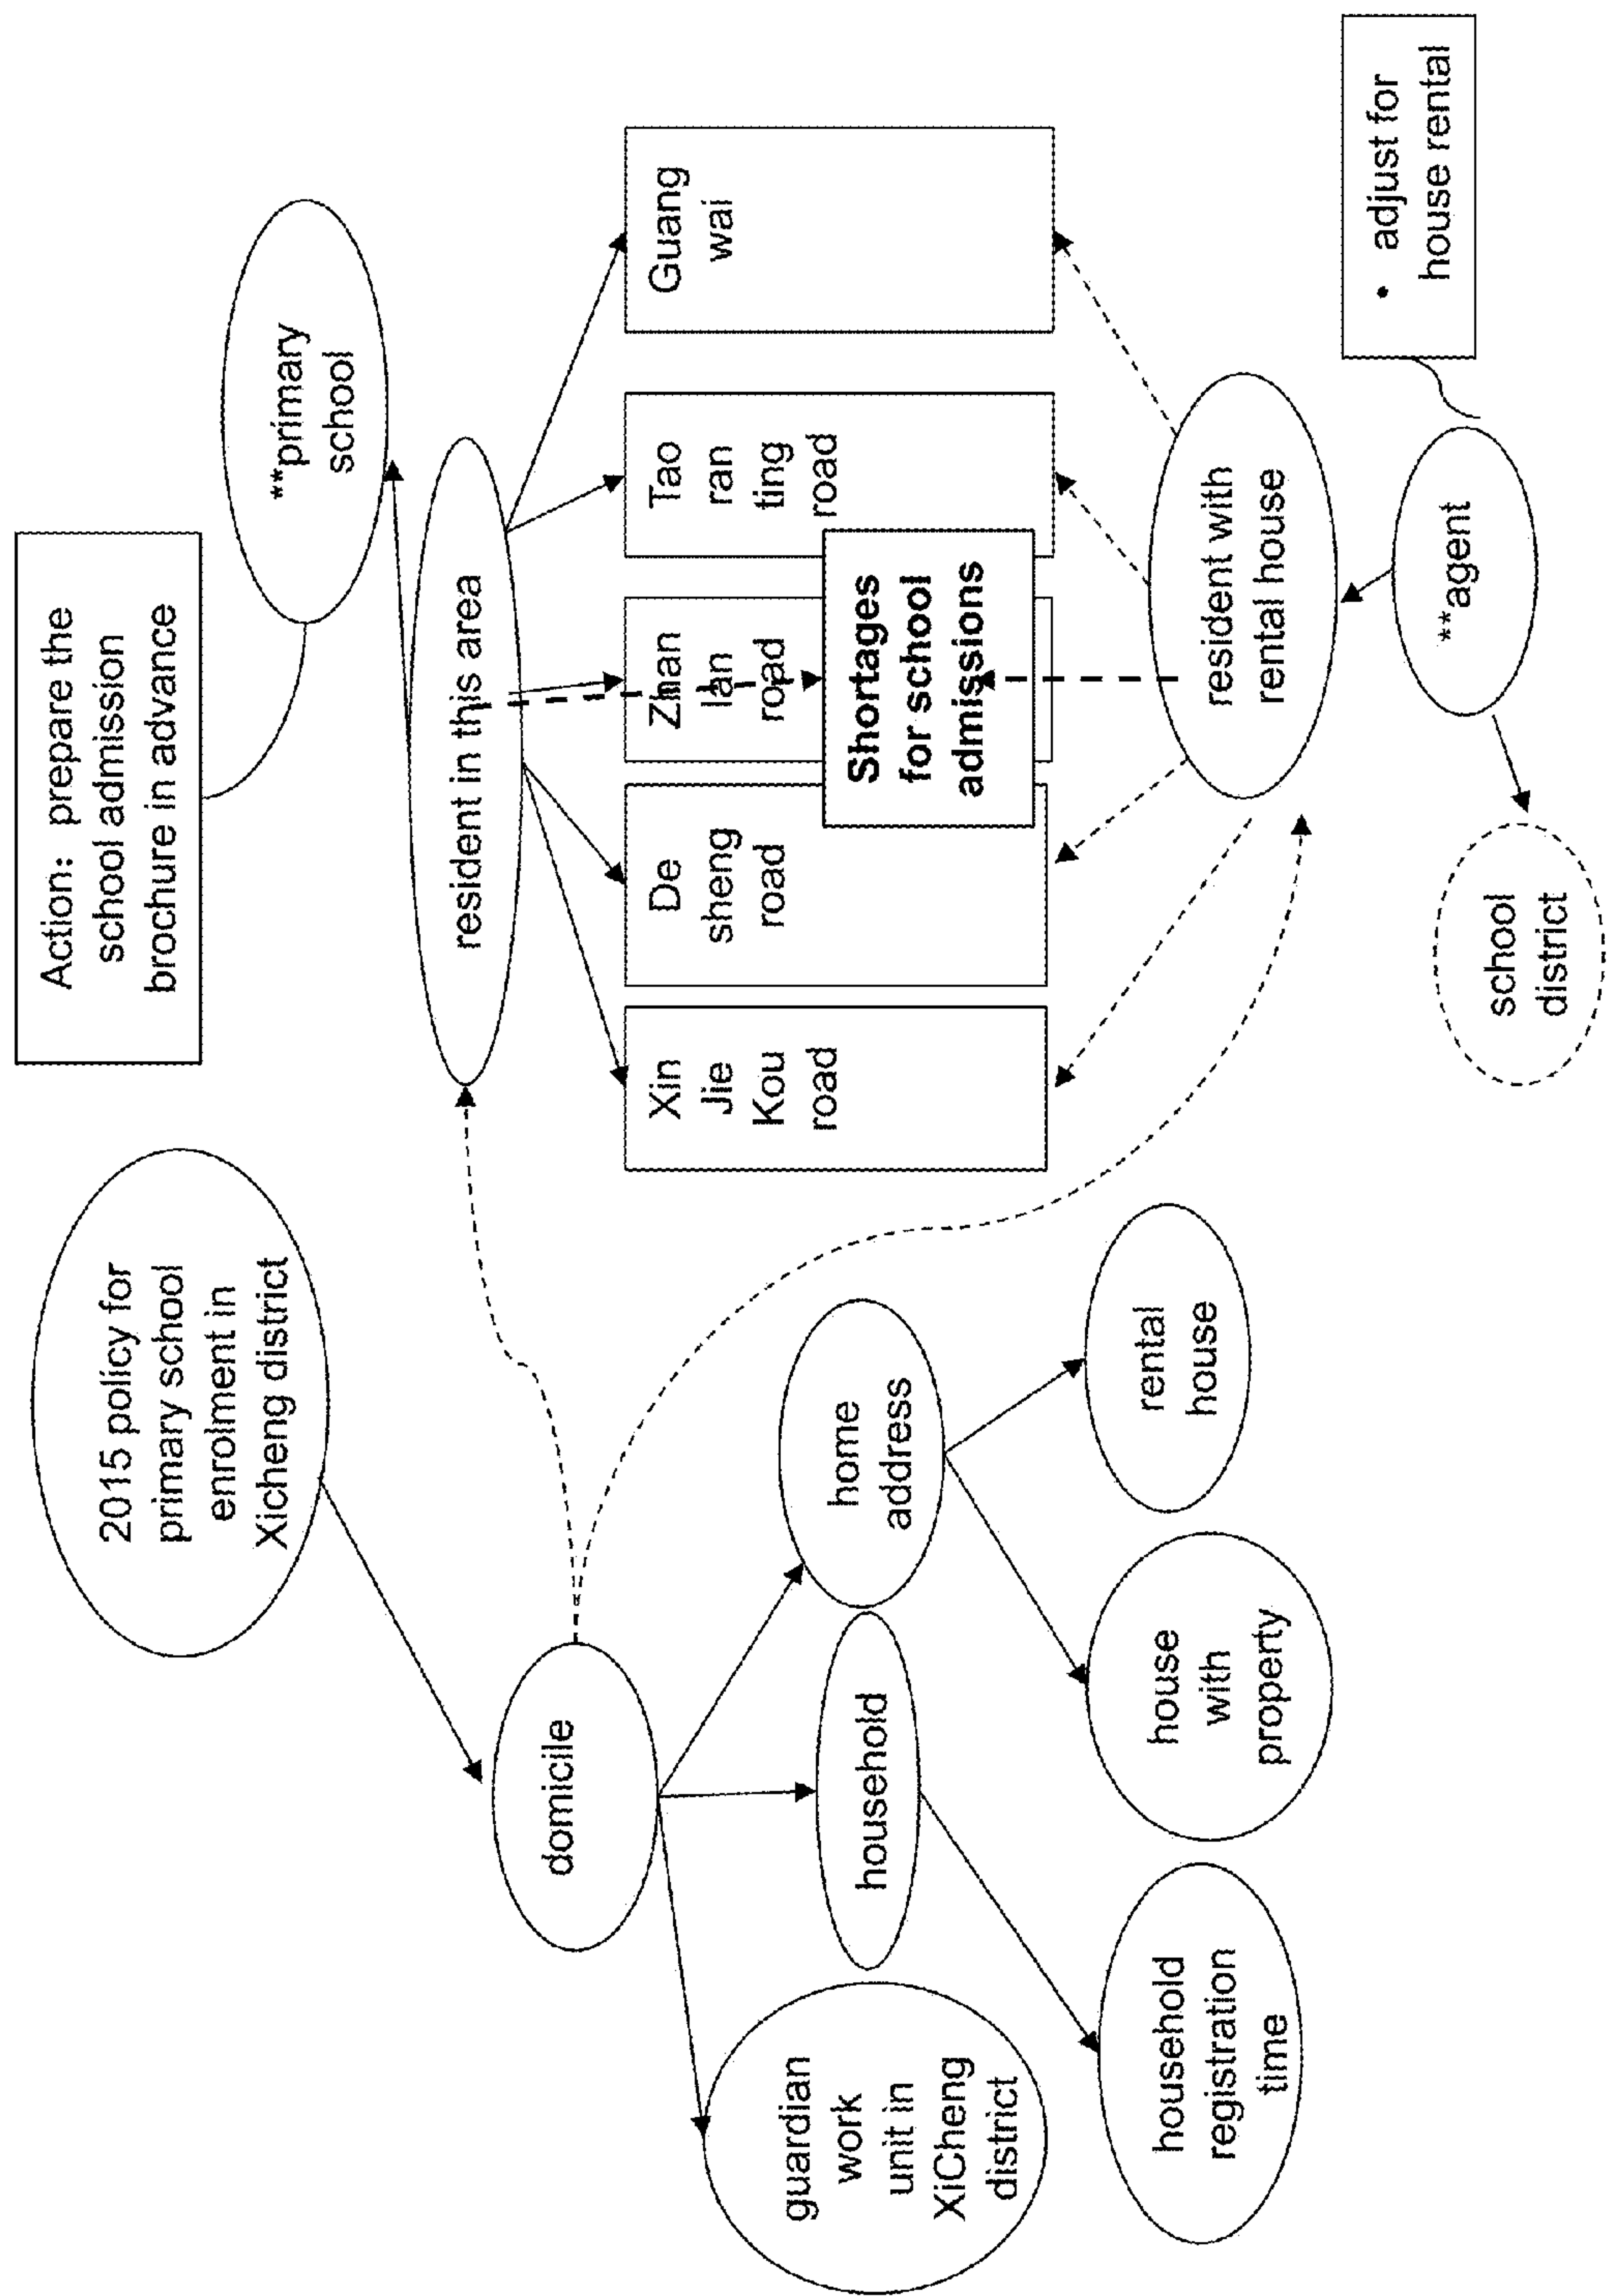 2015 policy for
primary school
enrolment in
Xicheng district
domicile
guardian
work
unit in
XiCheng
district
household
home
address
household
registration
time
house
with
property
rental
house
Action: prepare the
school admission
brochure in advance
**primary
school
resident in this area
Xin
Jie
Kou
road
De
sheng
road
Zhan
lan
road
Tao
ran
ting
road
Guang
wai
Shortages
for school
admissions
resident with
rental house
**agent
school
district
• adjust for
house rental